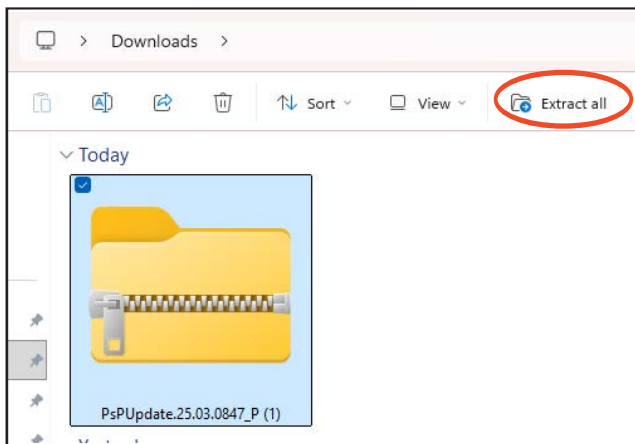 Downloads
Sort
View
Extract all
Today
PsPUpdate.25.03.0847_P (1)